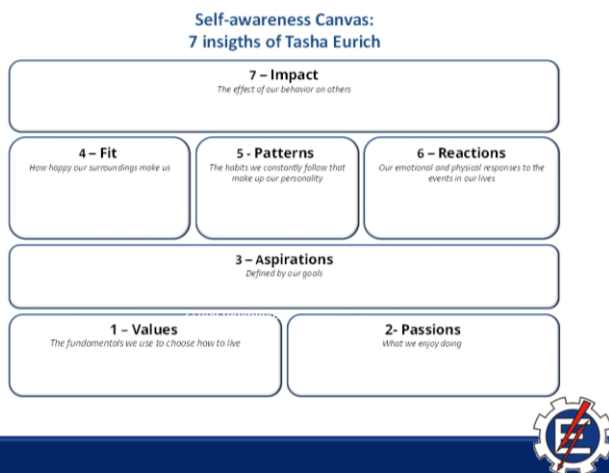 Self-awareness Canvas:
7 insigths of Tasha Eurich
7 – Impact
The effect of our behavior on others
4 – Fit
How happy our surroundings make us
5 - Patterns
The habits we constantly follow that
make up our personality
6 – Reactions
Our emotional and physical responses to the
events in our lives
3 – Aspirations
Defined by our goals
1 – Values
The fundamentals we use to choose how to live
2- Passions
What we enjoy doing